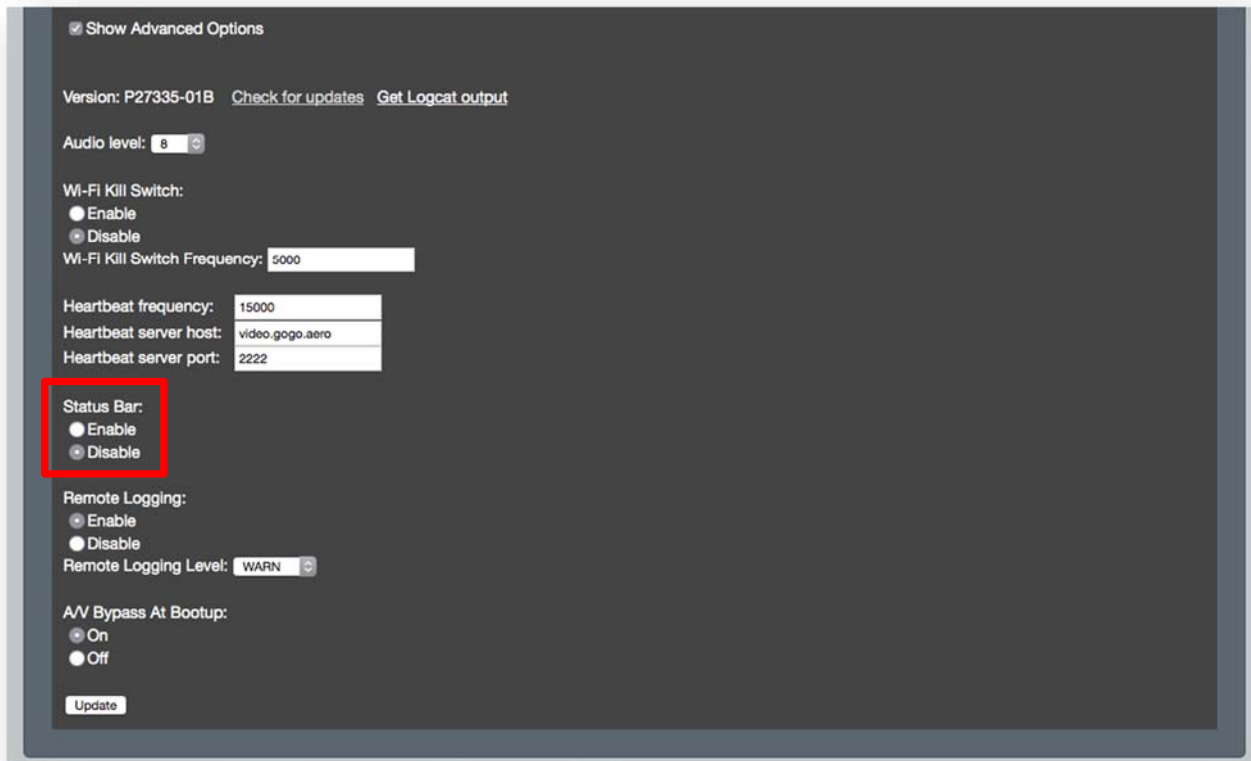 Show Advanced Options
Version: P27335-01B Check for updates Get Logcat output
Audio level: 8
Wi-Fi Kill Switch:
Enable
Disable
Wi-Fi Kill Switch Frequency: 5000
Heartbeat frequency: 15000
Heartbeat server host: video.gogo.aero
Heartbeat server port: 2222
Status Bar:
Enable
Disable
Remote Logging:
Enable
Disable
Remote Logging Level: WARN
A/V Bypass At Bootup:
On
Off
Update